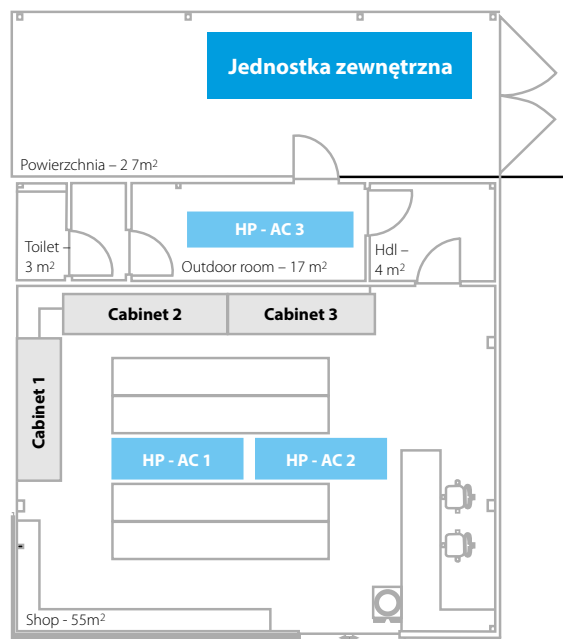 Jednostka zewnętrzna
Powierzchnia – 2 7m²
HP - AC 3
Toilet –
3 m²
Outdoor room – 17 m²
Hdl –
4 m²
Cabinet 2
Cabinet 3
Cabinet 1
HP - AC 1
HP - AC 2
Shop - 55m²